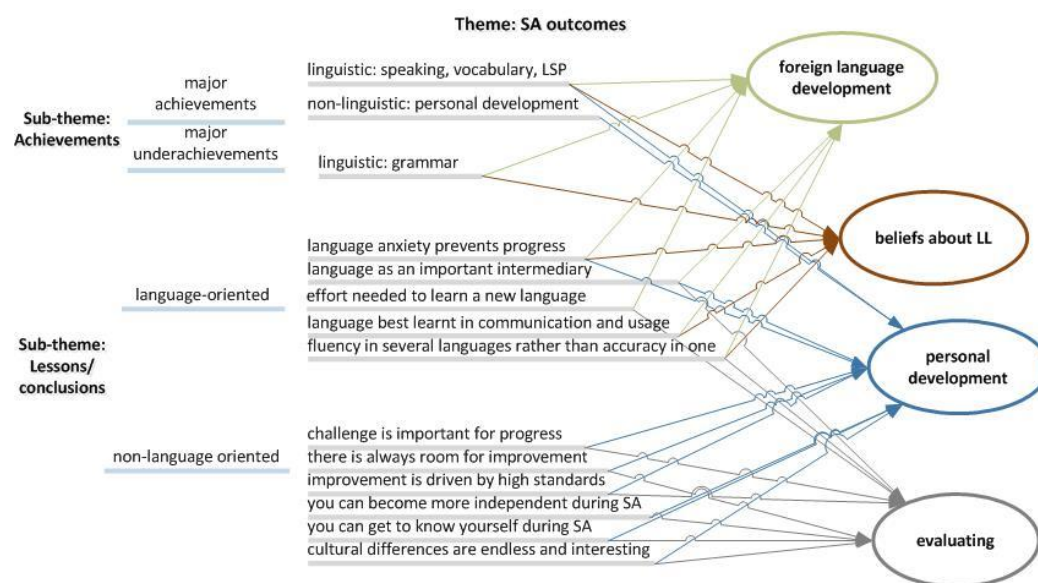 Theme: SA outcomes
Sub-theme:
Achievements
major
achievements
linguistic: speaking, vocabulary, LSP
non-linguistic: personal development
major
underachievements
linguistic: grammar
Sub-theme:
Lessons/
conclusions
language-oriented
language anxiety prevents progress
language as an important intermediary
effort needed to learn a new language
language best learnt in communication and usage
fluency in several languages rather than accuracy in one
non-language oriented
challenge is important for progress
there is always room for improvement
improvement is driven by high standards
you can become more independent during SA
you can get to know yourself during SA
cultural differences are endless and interesting
foreign language
development
beliefs about LL
personal
development
evaluating